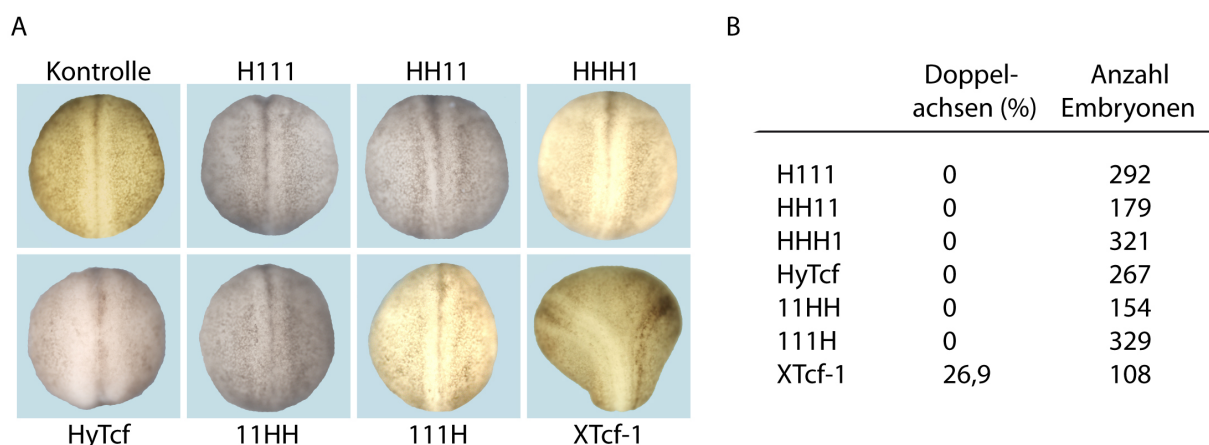 A
Kontrolle H111 HH11 HHH1
HyTcf 11HH 111H XTcf-1
B
Doppel- Anzahl
achsen (%) Embryonen
H111 0 292
HH11 0 179
HHH1 0 321
HyTcf 0 267
11HH 0 154
111H 0 329
XTcf-1 26,9 108